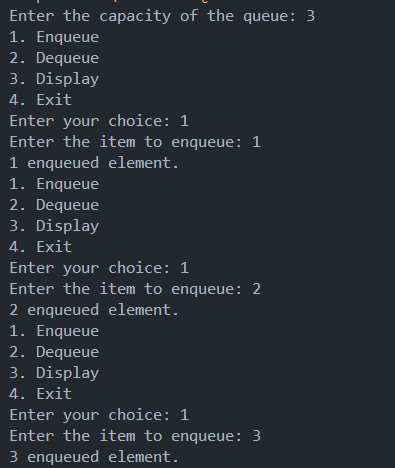 Enter the capacity of the queue: 3
1. Enqueue
2. Dequeue
3. Display
4. Exit
Enter your choice: 1
Enter the item to enqueue: 1
1 enqueued element.
1. Enqueue
2. Dequeue
3. Display
4. Exit
Enter your choice: 1
Enter the item to enqueue: 2
2 enqueued element.
1. Enqueue
2. Dequeue
3. Display
4. Exit
Enter your choice: 1
Enter the item to enqueue: 3
3 enqueued element.